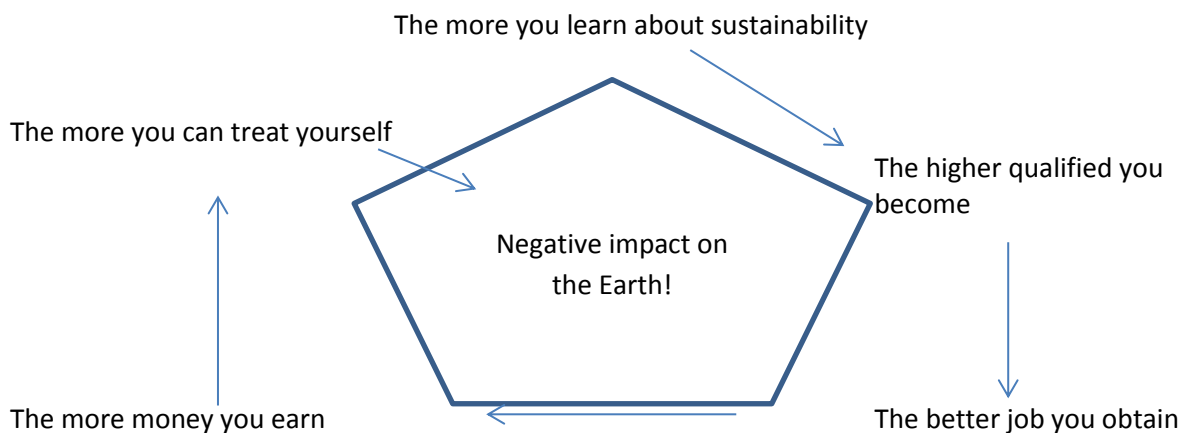 The more you learn about sustainability
The more you can treat yourself
The higher qualified you
become
Negative impact on
the Earth!
The more money you earn
The better job you obtain